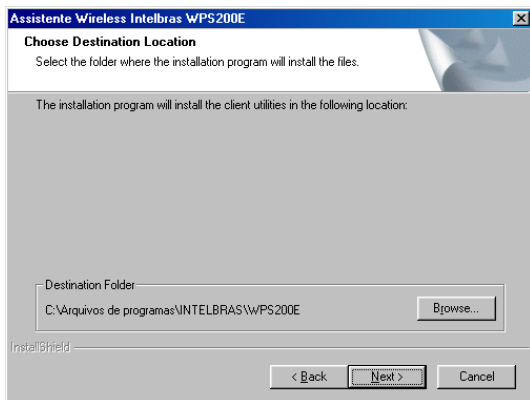 Assistente Wireless Intelbras WPS200E
Choose Destination Location
Select the folder where the installation program will install the files.
The installation program will install the client utilities in the following location:
Destination Folder
C:\Arquivos de programas\INTELBRAS\WPS200E
Browse...
InstallShield
< Back
Next >
Cancel